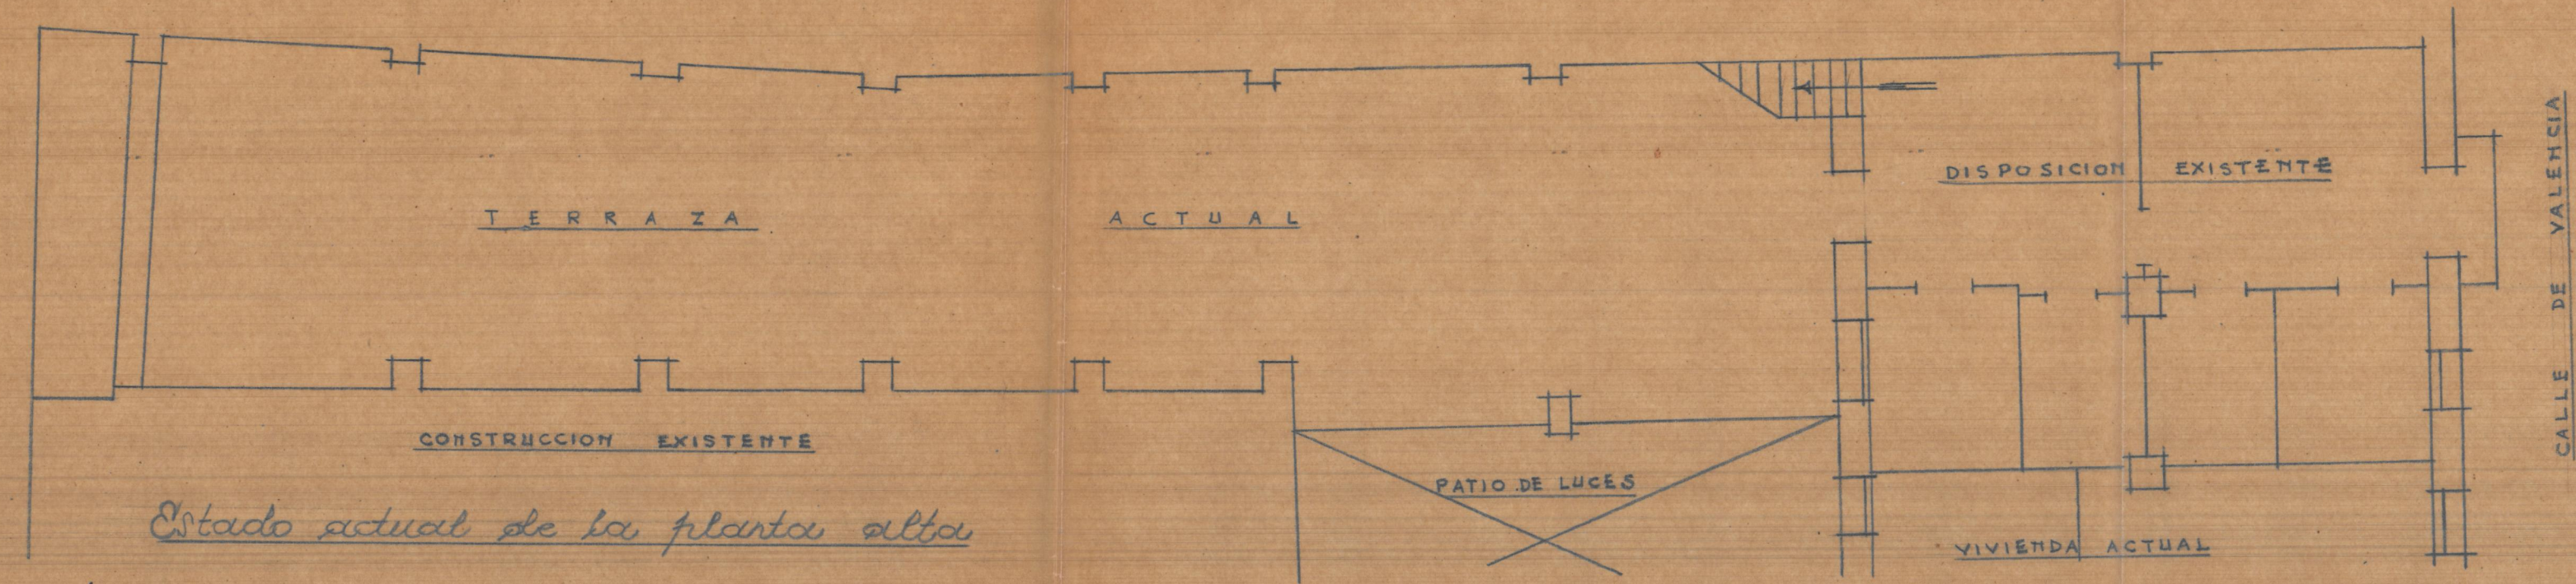 DISPOSICION EXISTENTE
TERRAZA ACTUAL
CONSTRUCCION EXISTENTE
PATIO DE LUCES
Estado actual de la planta alta
VIVIENDA ACTUAL
CALLE DE VALENCIA